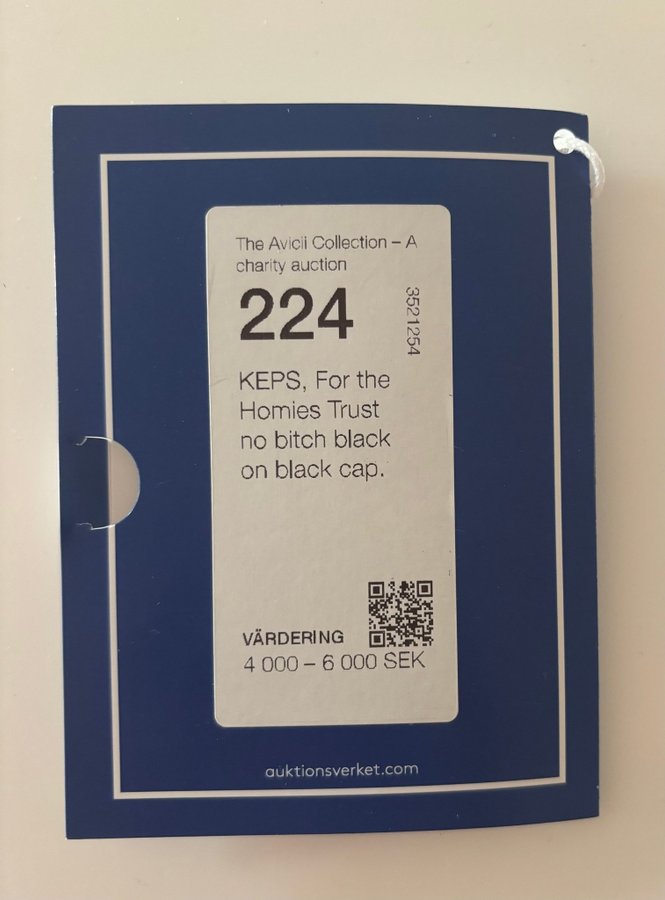 The Avicii Collection – A
charity auction
224
3521254
KEPS, For the
Homies Trust
no bitch black
on black cap.
VÄRDERING
4 000 – 6 000 SEK
auktionsverket.com